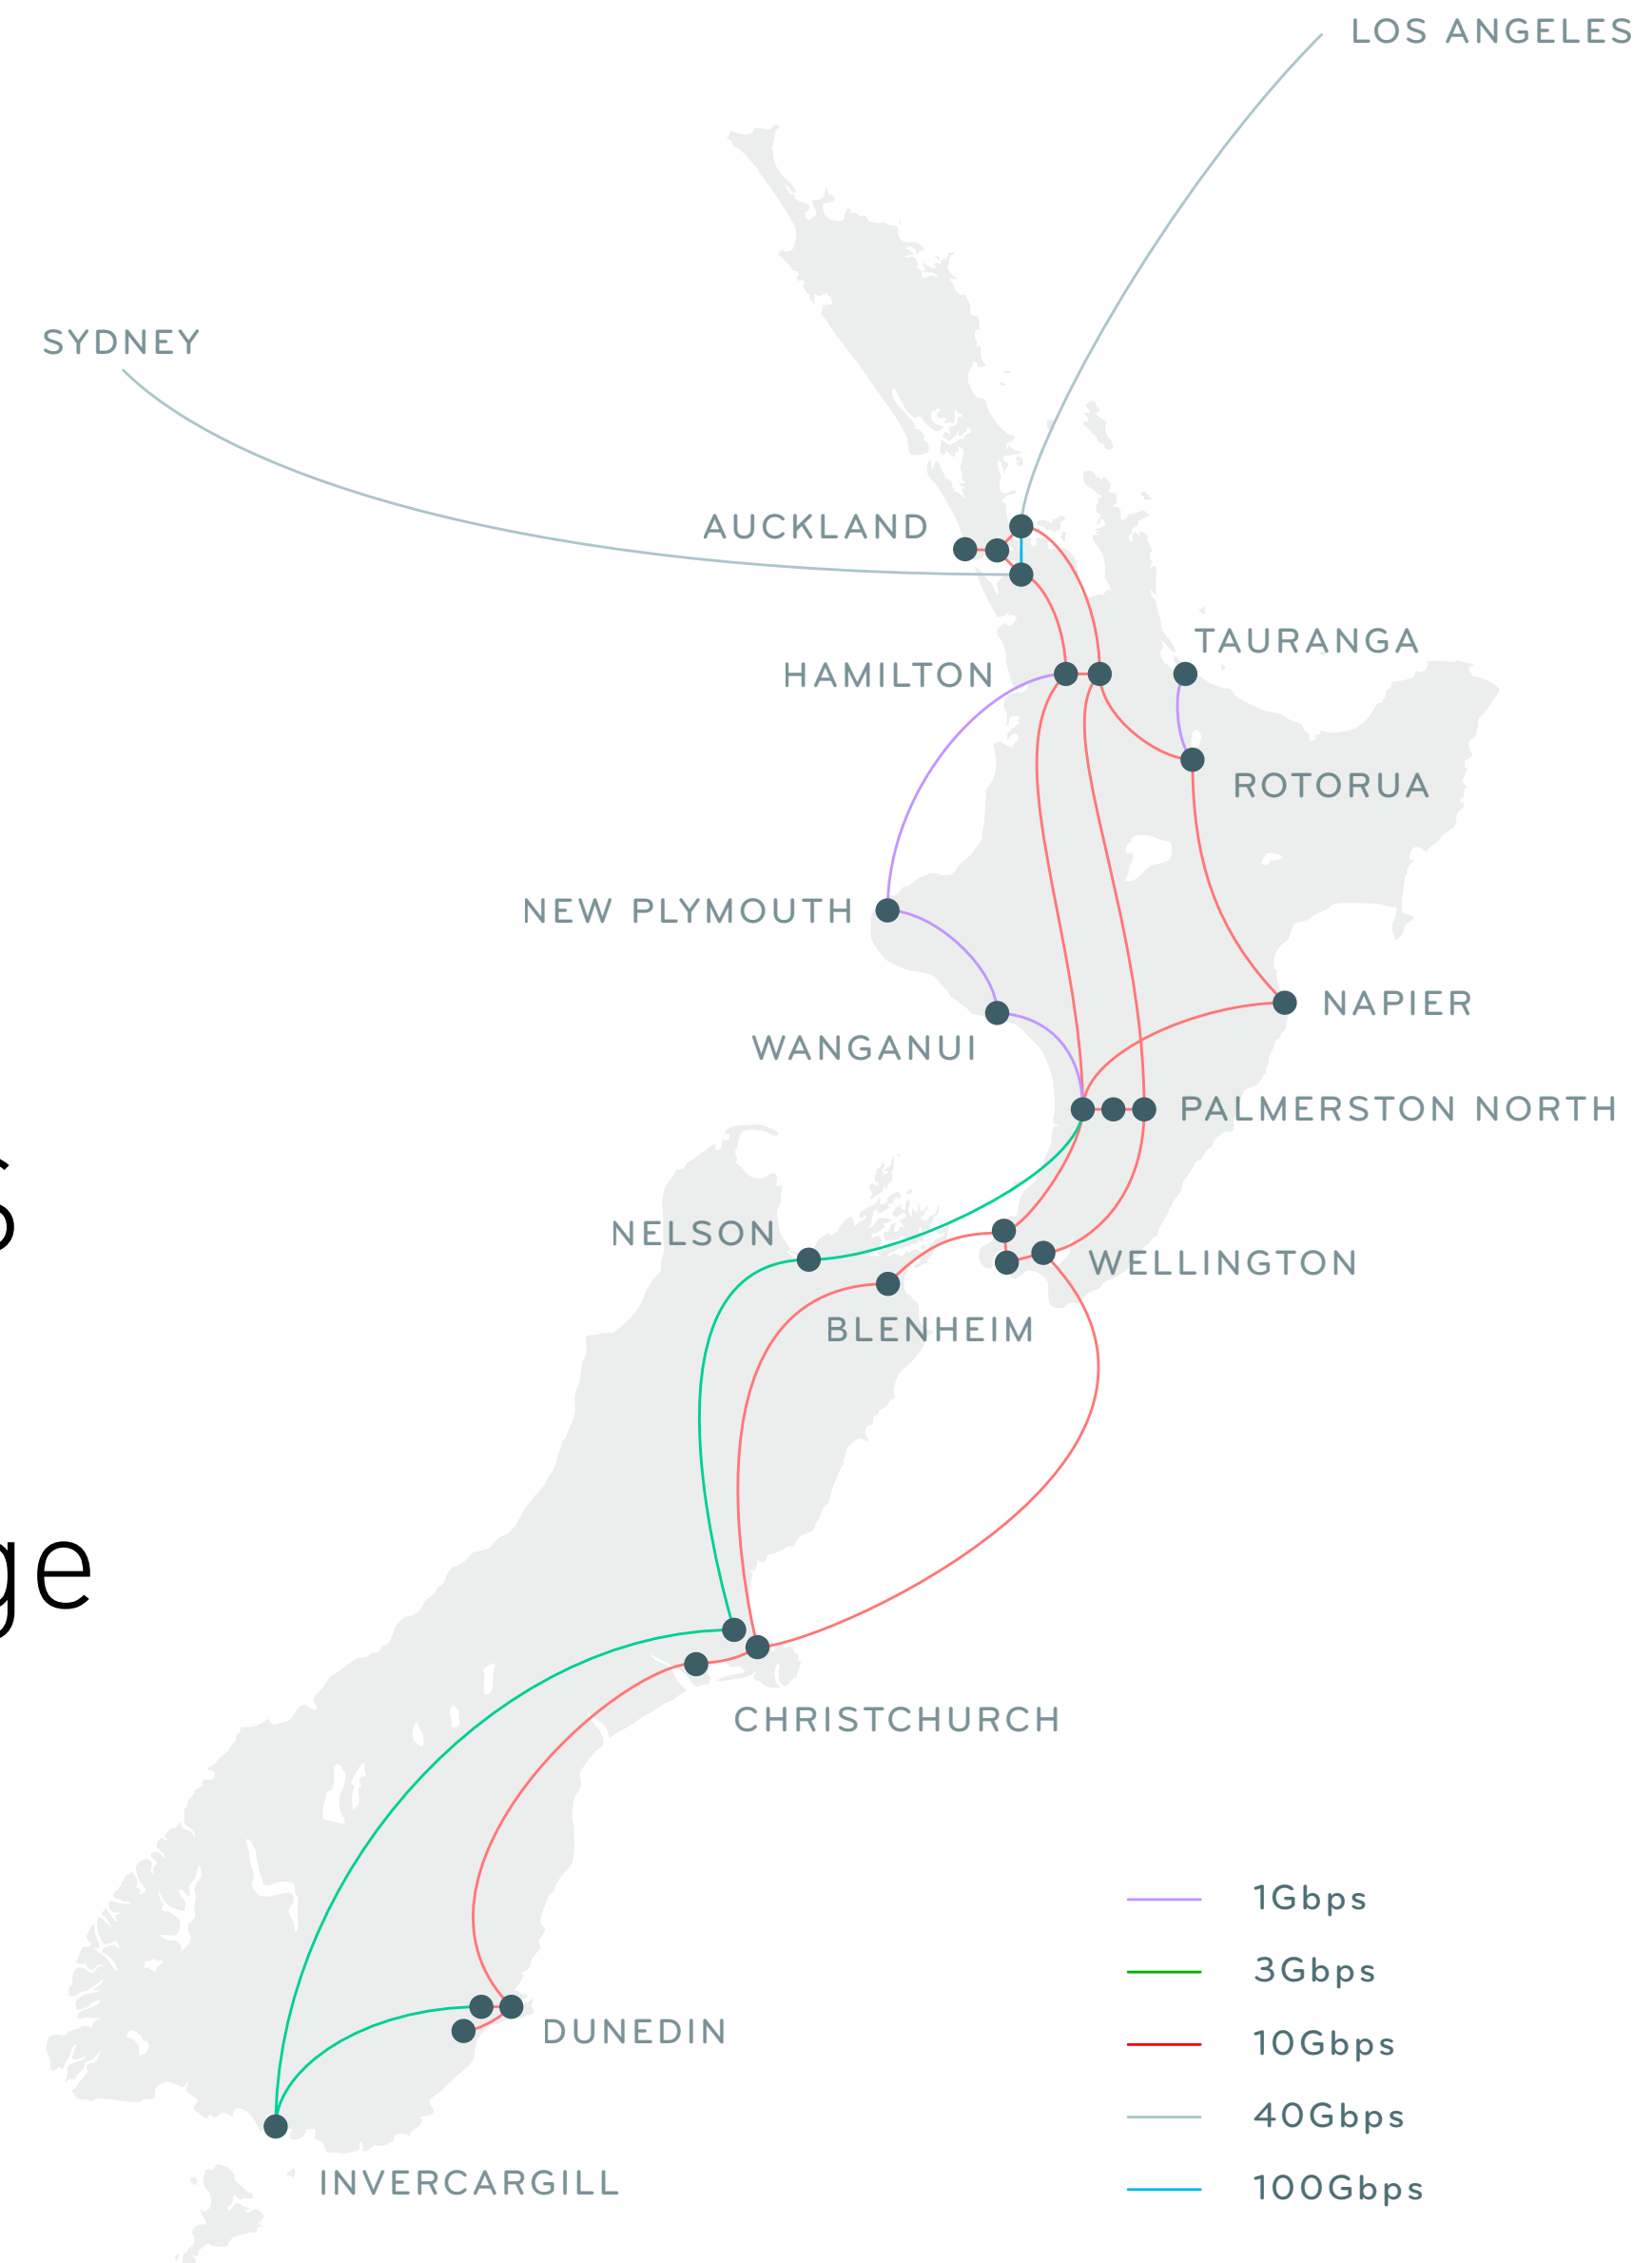 LOS ANGELES
SYDNEY
AUCKLAND
TAURANGA
HAMILTON
ROTORUA
NEW PLYMOUTH
NAPIER
WANGANUI
PALMERSTON NORTH
NELSON
WELLINGTON
BLENHEIM
CHRISTCHURCH
DUNEDIN
INVERCARGILL
1Gbps
3Gbps
10Gbps
40Gbps
100Gbps